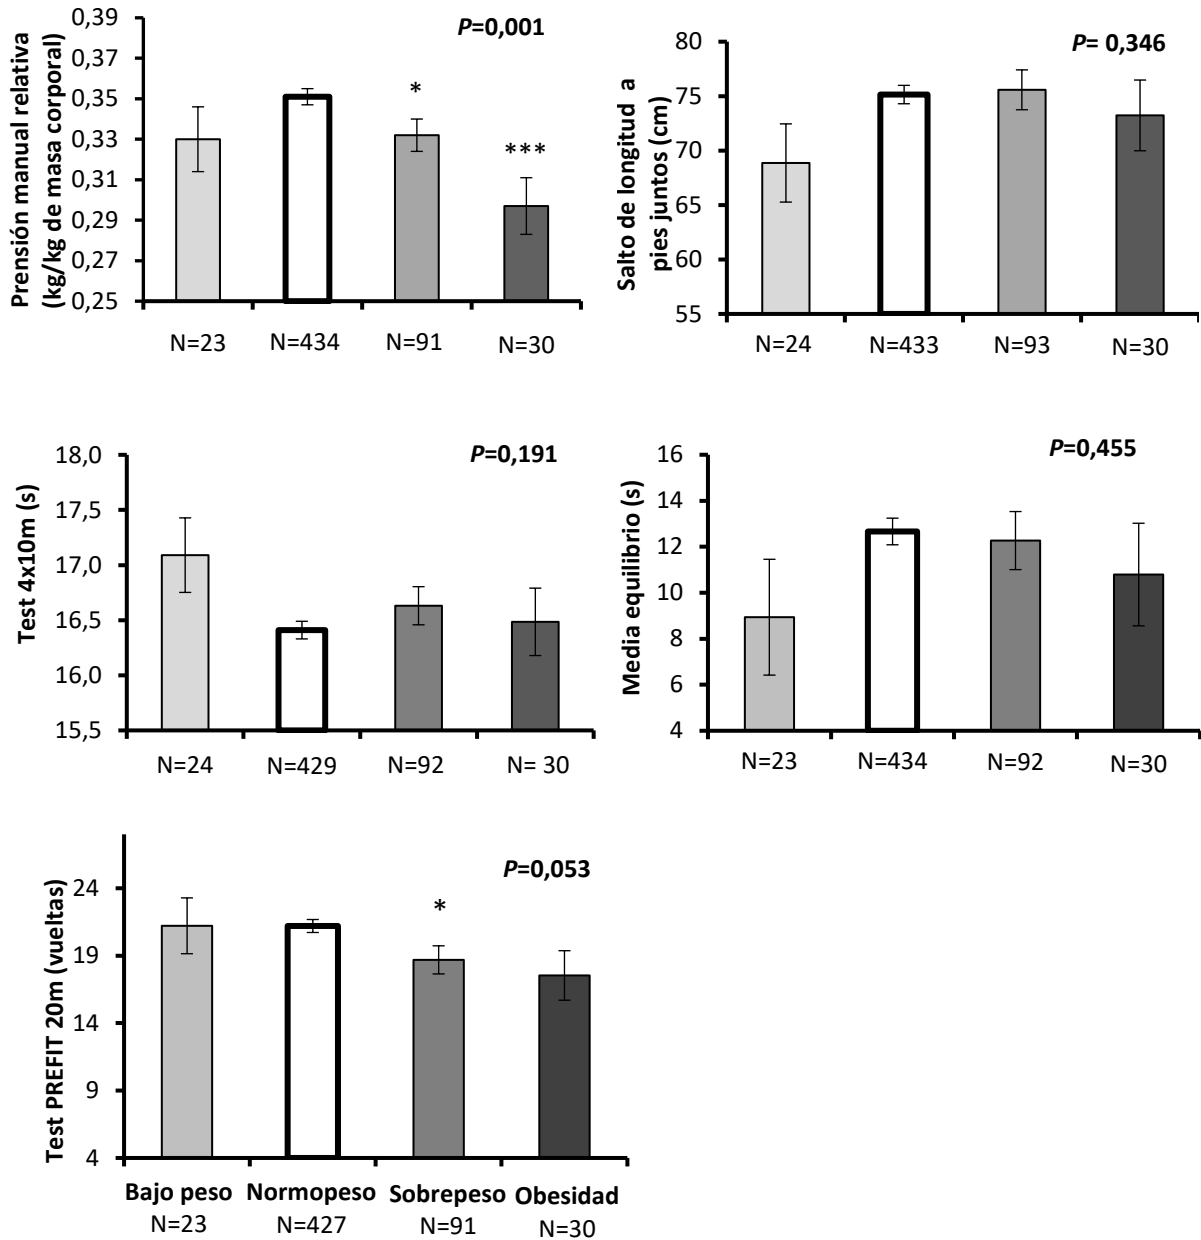 P=0,001
Prensión manual relativa
(kg/kg de masa corporal)
0,39
0,37
0,35
0,33
0,31
0,29
0,27
0,25
*
***
N=23
N=434
N=91
N=30
P= 0,346
Salto de longitud a
pies juntos (cm)
80
75
70
65
60
55
N=24
N=433
N=93
N=30
P=0,191
Test 4x10m (s)
18,0
17,5
17,0
16,5
16,0
15,5
N=24
N=429
N=92
N= 30
P=0,455
Media equilibrio (s)
16
14
12
10
8
6
4
N=23
N=434
N=92
N=30
P=0,053
Test PREFIT 20m (vueltas)
24
19
14
9
4
*
Bajo peso
Normopeso
Sobrepeso
Obesidad
N=23
N=427
N=91
N=30